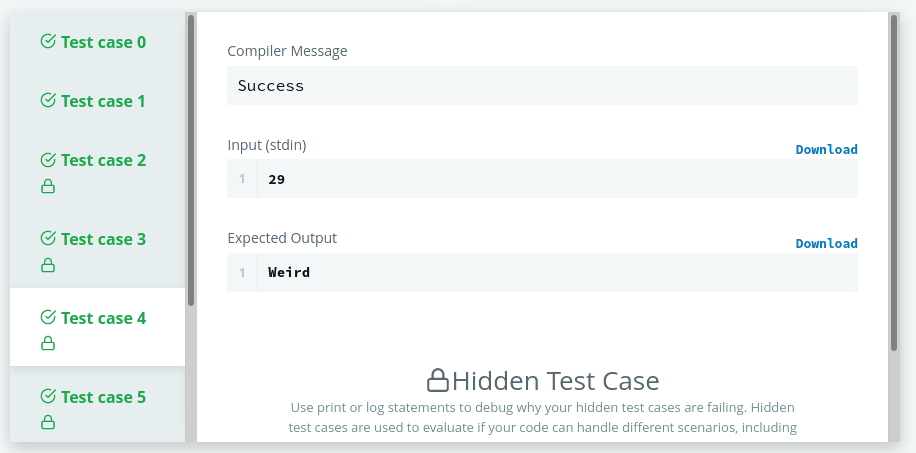 Test case 0
Test case 1
Test case 2
Test case 3
Test case 4
Test case 5
Compiler Message
Success
Input (stdin)
Download
1 29
Expected Output
Download
1 Weird
Hidden Test Case
Use print or log statements to debug why your hidden test cases are failing. Hidden
test cases are used to evaluate if your code can handle different scenarios, including